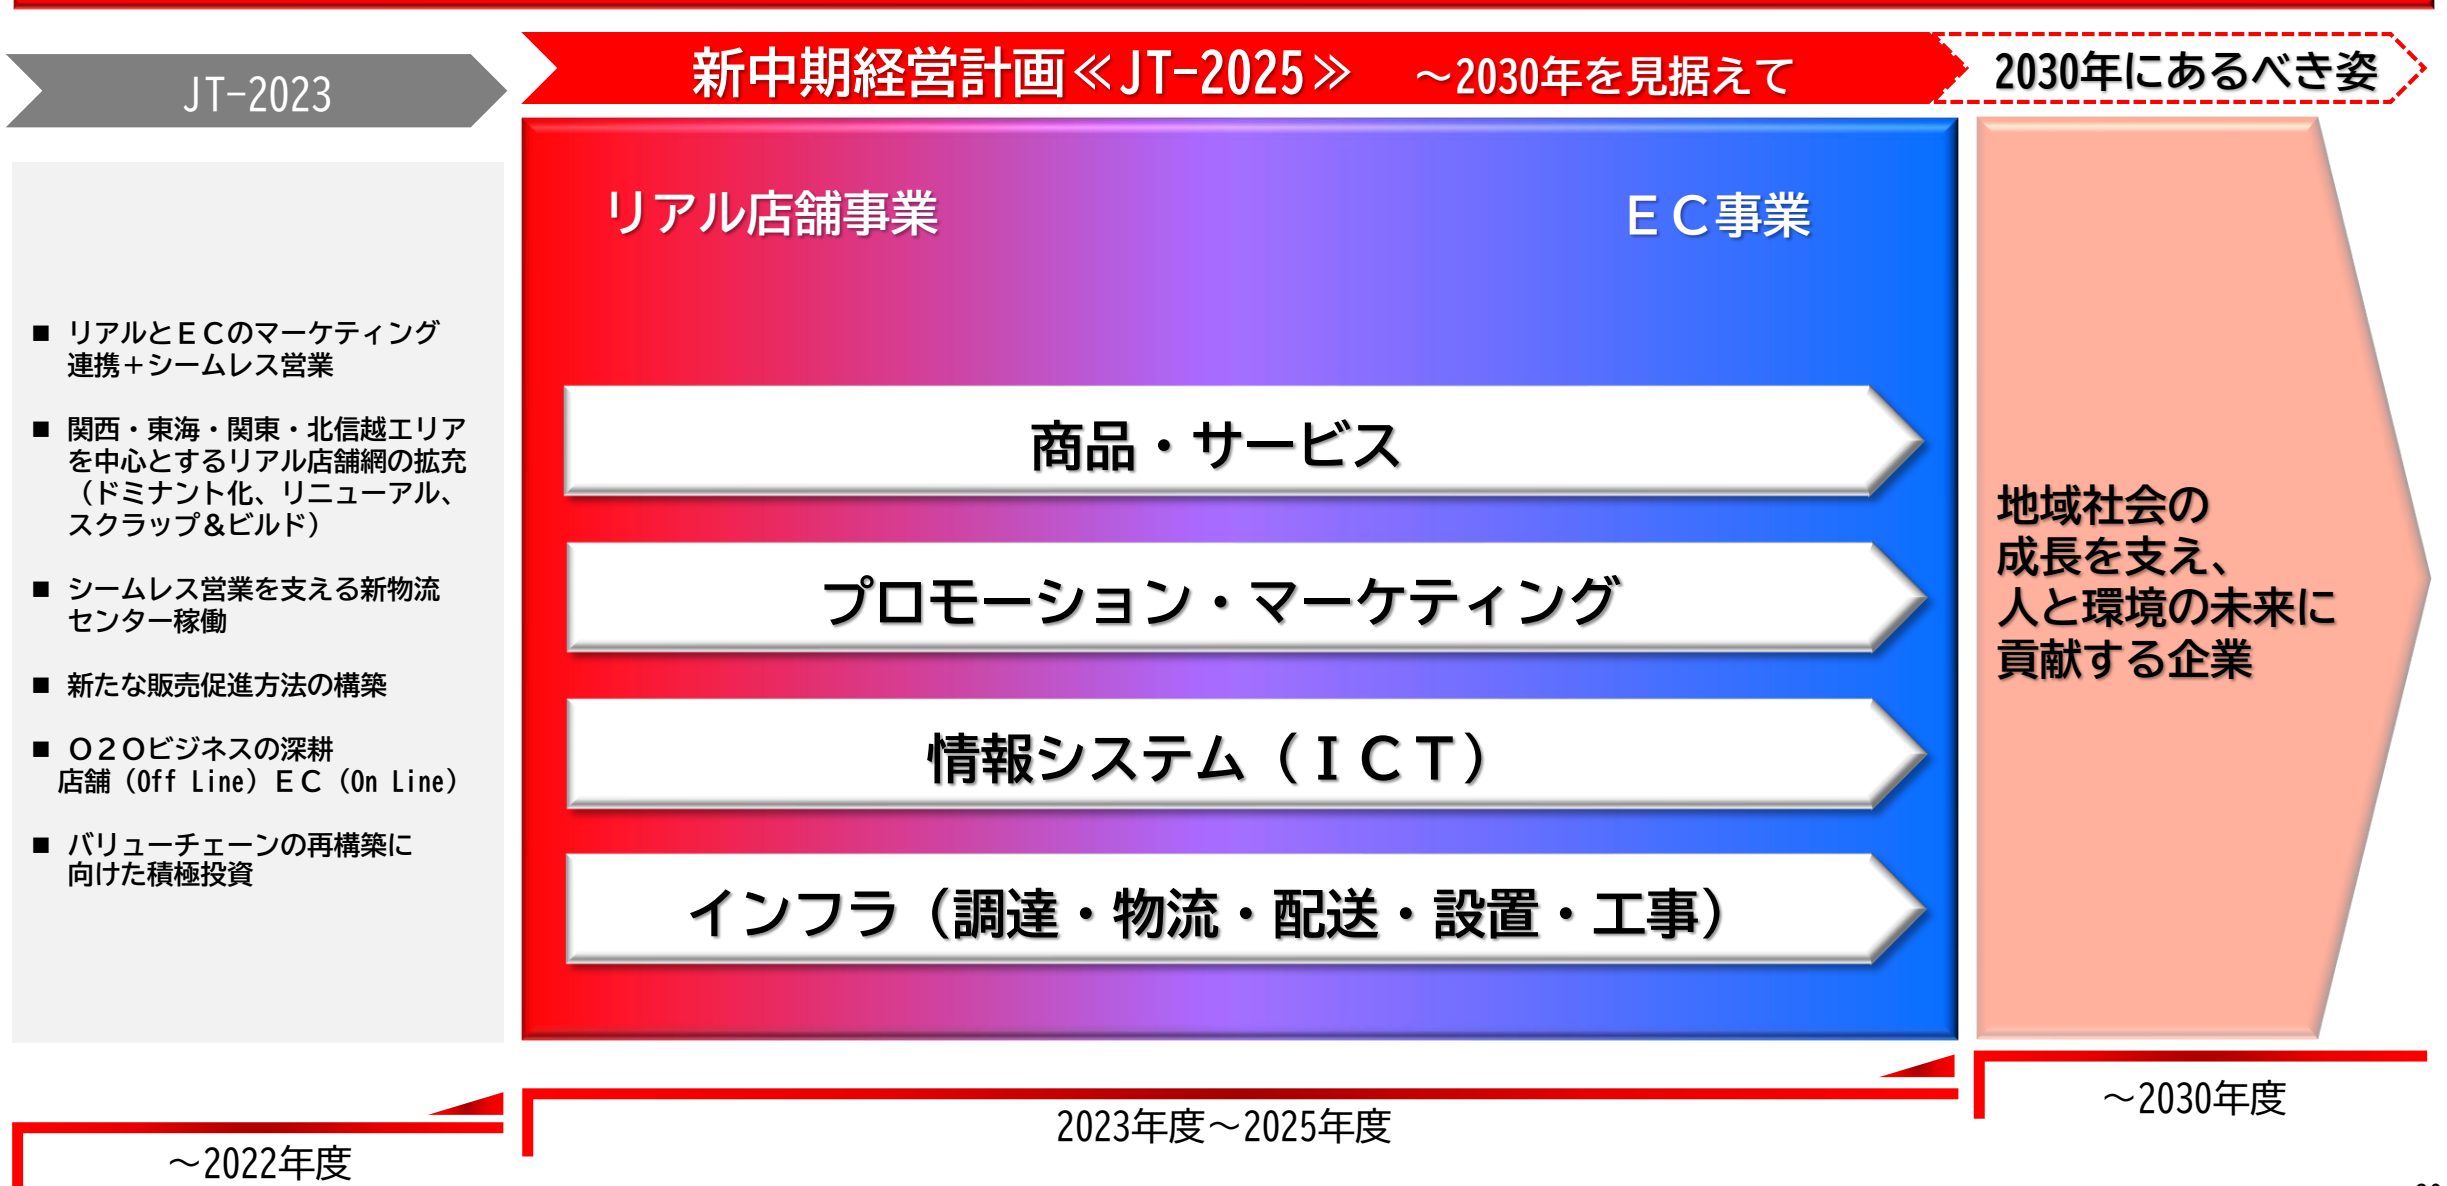 JT−2023
新中期経営計画≪JT−2025≫　～2030年を見据えて
2030年にあるべき姿
■ リアルとＥＣのマーケティング
連携＋シームレス営業
■ 関西・東海・関東・北信越エリア
を中心とするリアル店舗網の拡充
（ドミナント化、リニューアル、
スクラップ＆ビルド）
■ シームレス営業を支える新物流
センター稼働
■ 新たな販売促進方法の構築
■ Ｏ２Ｏビジネスの深耕
店舗（Off Line）ＥＣ（On Line）
■ バリューチェーンの再構築に
向けた積極投資
リアル店舗事業
ＥＣ事業
商品・サービス
プロモーション・マーケティング
情報システム（ＩＣＴ）
インフラ（調達・物流・配送・設置・工事）
地域社会の
成長を支え、
人と環境の未来に
貢献する企業
～2022年度
2023年度～2025年度
～2030年度